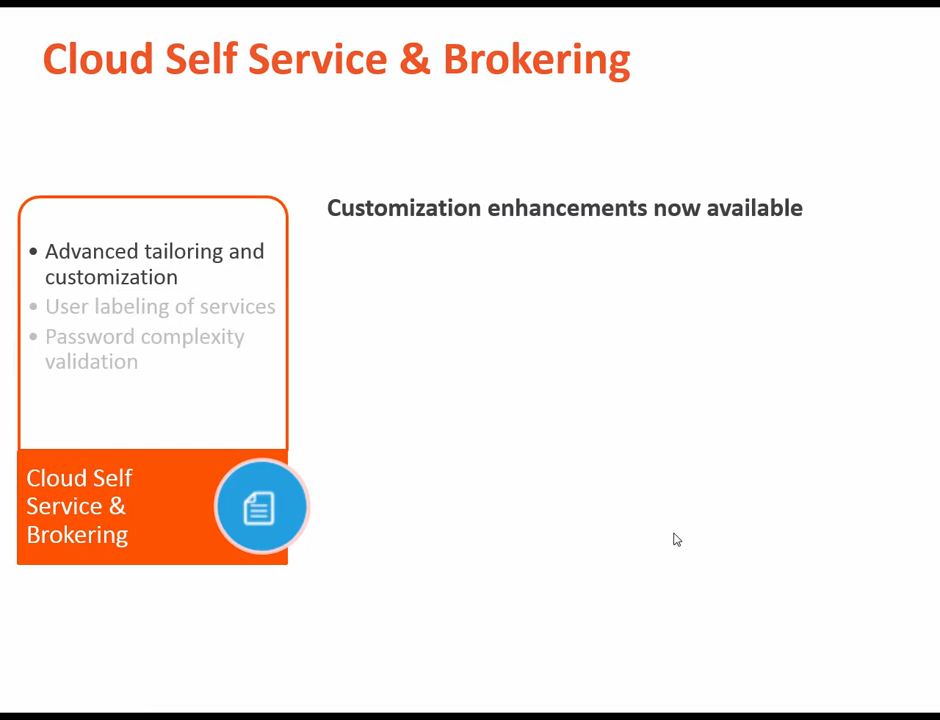 Cloud Self Service & Brokering
Customization enhancements now available
• Advanced tailoring and
customization
• User labeling of services
• Password complexity
validation
Cloud Self
Service &
Brokering